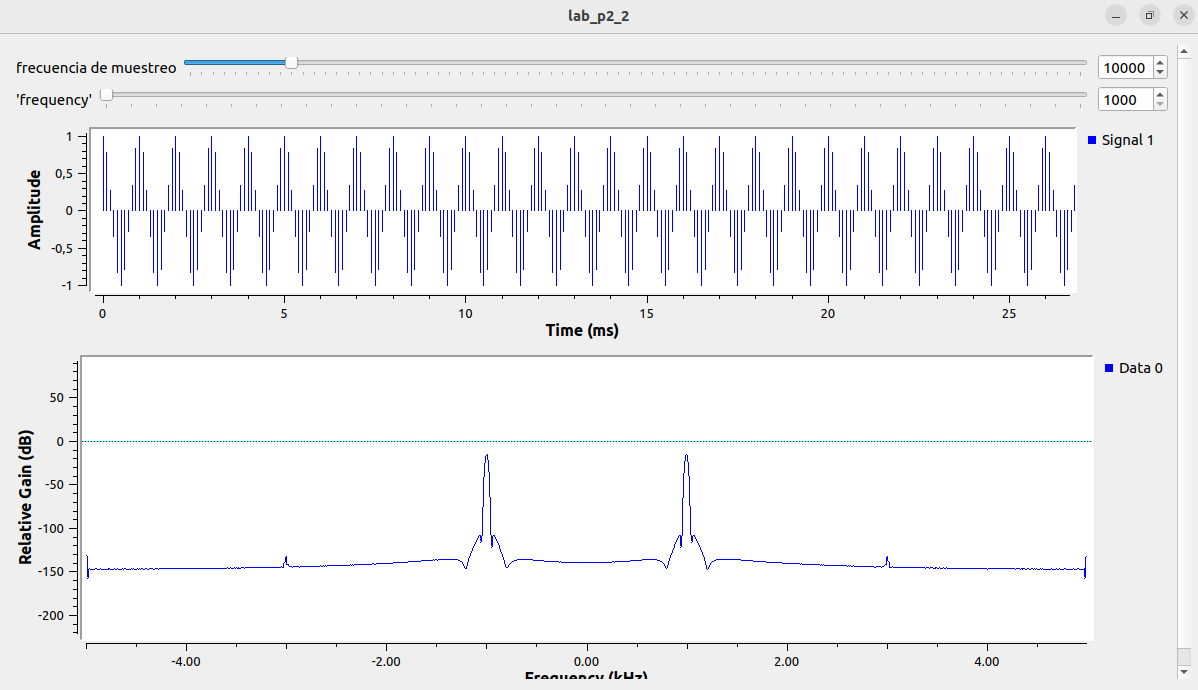 lab_p2_2
frecuencia de muestreo 10000
'frequency' 1000
Signal 1
Amplitude
1
0,5
0
-0,5
-1
0 5 10 15 20 25
Time (ms)
Data 0
Relative Gain (dB)
50
0
-50
-100
-150
-200
-4.00 -2.00 0.00 2.00 4.00
Frequency (kHz)